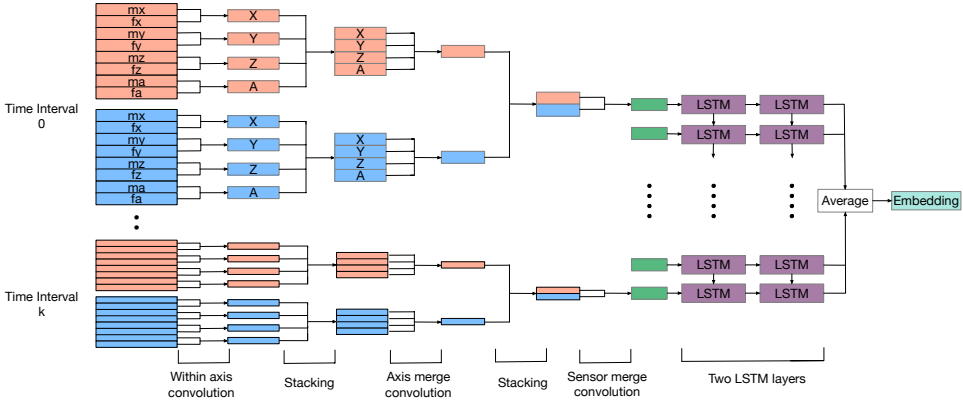 mx
fx
my
fy
mz
fz
ma
fa
X
Y
Z
A
X
Y
Z
A
Time Interval
0
mx
fx
my
fy
mz
fz
ma
fa
X
Y
Z
A
X
Y
Z
A
LSTM LSTM
LSTM LSTM
Average Embedding
Time Interval
k
LSTM LSTM
LSTM LSTM
Within axis
convolution
Stacking
Axis merge
convolution
Stacking
Sensor merge
convolution
Two LSTM layers